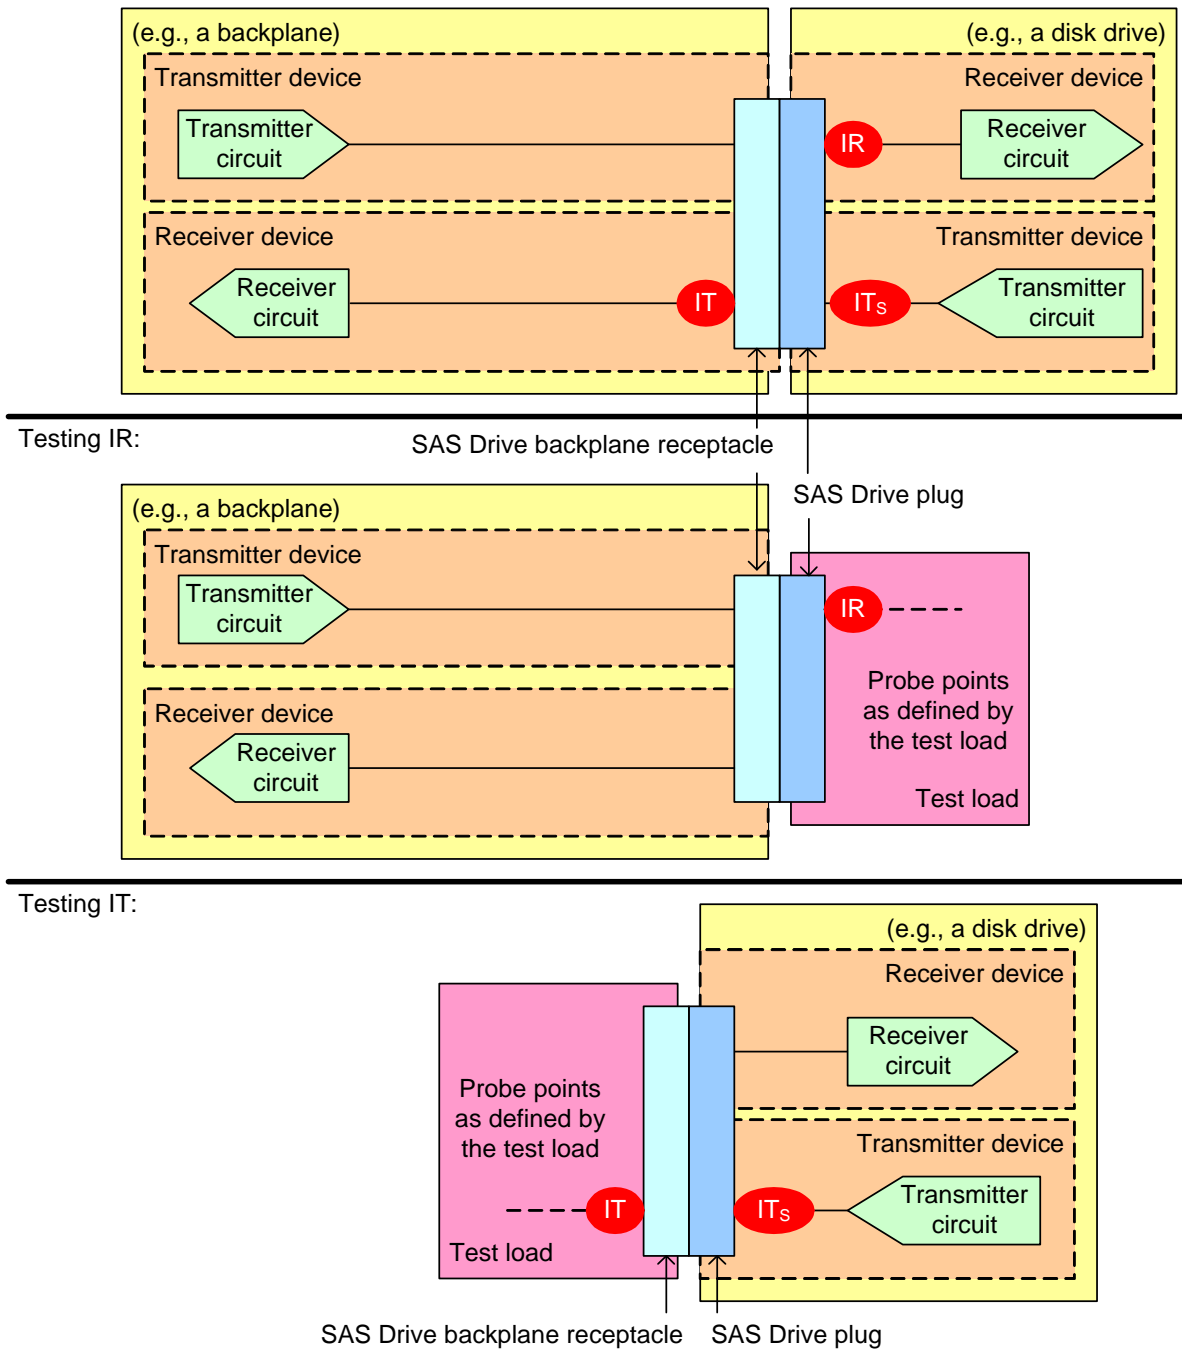 (e.g., a backplane)
(e.g., a disk drive)
Transmitter device
Receiver device
Transmitter
circuit
IR
Receiver
circuit
Receiver device
Transmitter device
Receiver
circuit
IT
ITS
Transmitter
circuit
Testing IR:
SAS Drive backplane receptacle
SAS Drive plug
(e.g., a backplane)
Transmitter device
Transmitter
circuit
IR
Probe points
as defined by
the test load
Receiver device
Receiver
circuit
Test load
Testing IT:
(e.g., a disk drive)
Receiver device
Receiver
circuit
Probe points
as defined by
the test load
Transmitter device
IT
ITS
Transmitter
circuit
Test load
SAS Drive backplane receptacle
SAS Drive plug